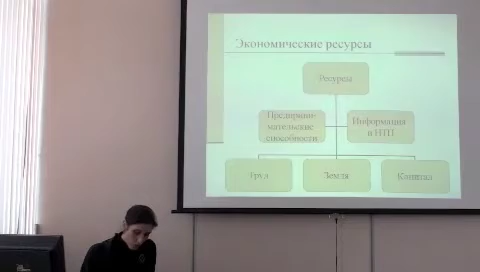 Экономические ресурсы
Ресурсы
Предприни-
мательские
способности
Информация
и НТП
Труд
Земля
Капитал